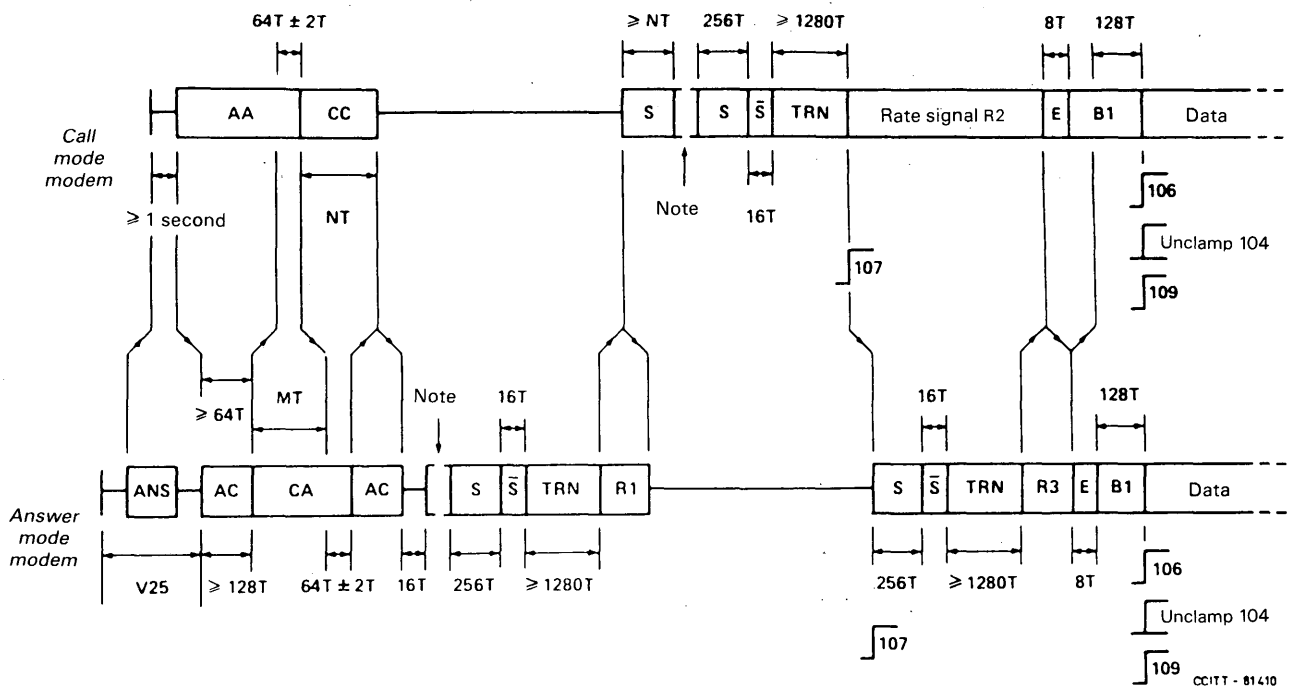 64T ± 2T
⩾ NT
256T
⩾ 1280T
8T
128T
Call
mode
modem
AA
CC
S
S
S̄
TRN
Rate signal R2
E
B1
Data
⩾ 1 second
NT
Note
16T
106
Unclamp 104
107
109
⩾ 64T
MT
Note
16T
16T
128T
Answer
mode
modem
ANS
AC
CA
AC
S
S̄
TRN
R1
S
S̄
TRN
R3
E
B1
Data
V25
⩾ 128T
64T ± 2T
16T
256T
⩾ 1280T
256T
⩾ 1280T
8T
106
Unclamp 104
107
109
CCITT - 81410